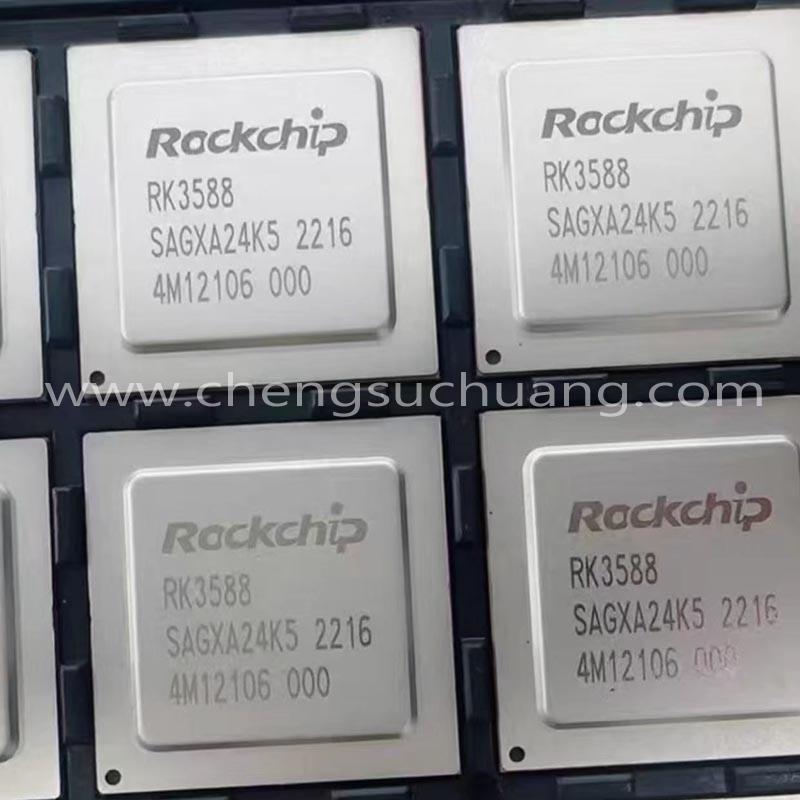 Rockchip
RK3588
SAGXA24K5 2216
4M12106 000
Rockchip
RK3588
SAGXA24K5 2216
4M12106 000
www.chengsuchuang.com
Rockchip
RK3588
SAGXA24K5 2216
4M12106 000
Rockchip
RK3588
SAGXA24K5 2216
4M12106 000